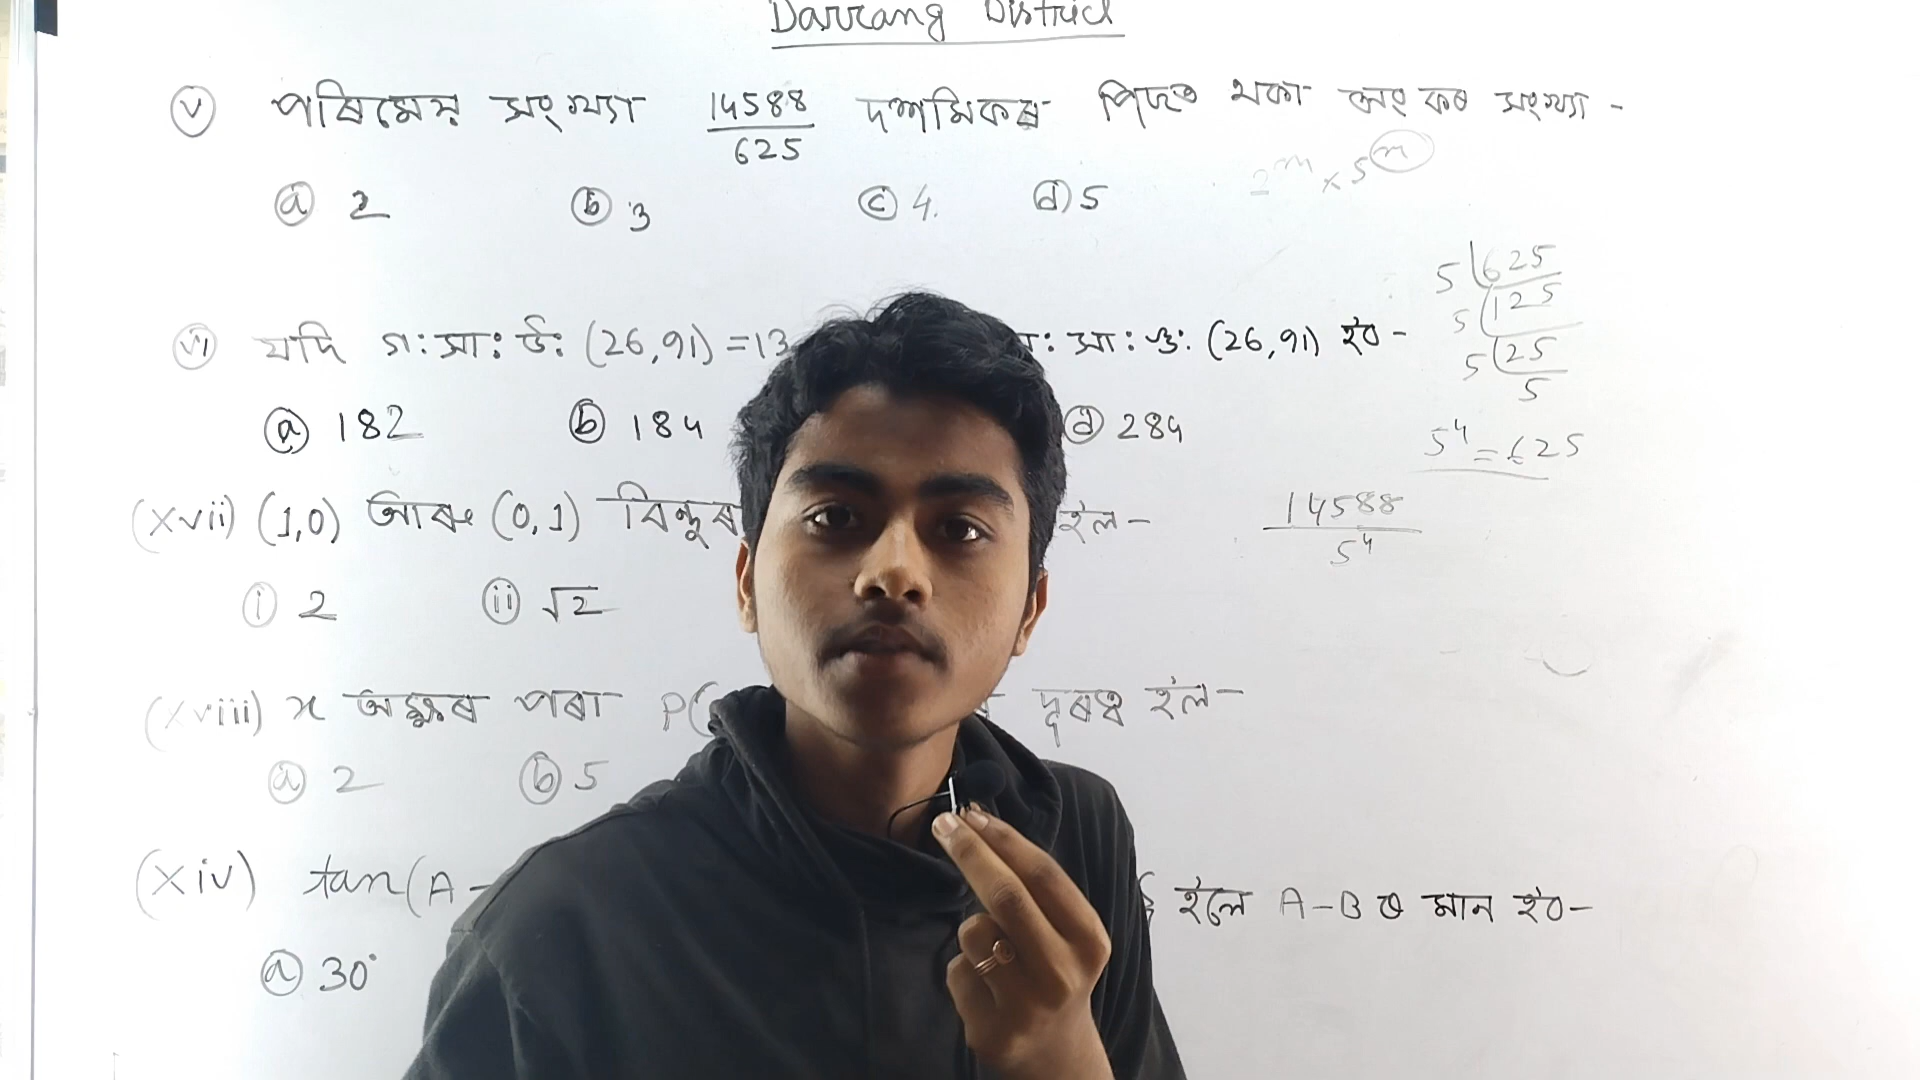 Darrang District
(v) পৰিমেয় সংখ্যা 14588/625 দশমিকৰ পিছত থকা অংকৰ সংখ্যা -
(a) 2 (b) 3 (c) 4. (d) 5
2^m × 5^m
5 625
5 125
5 25
5
(vi) যদি গ: সা: উ: (26,91) = 13 সা: গু: (26,91) হ'ব -
(a) 182 (b) 184 (d) 284
5^4 = 625
(xvii) (1,0) আৰু (0,1) বিন্দুৰ হ'ল -
14588/5^4
(i) 2 (ii) √2
(xviii) x অক্ষৰ পৰা P( দূৰত্ব হ'ল -
(a) 2 (b) 5
(xiv) tan(A - হ'লে A-B ৰ মান হ'ব -
(a) 30°